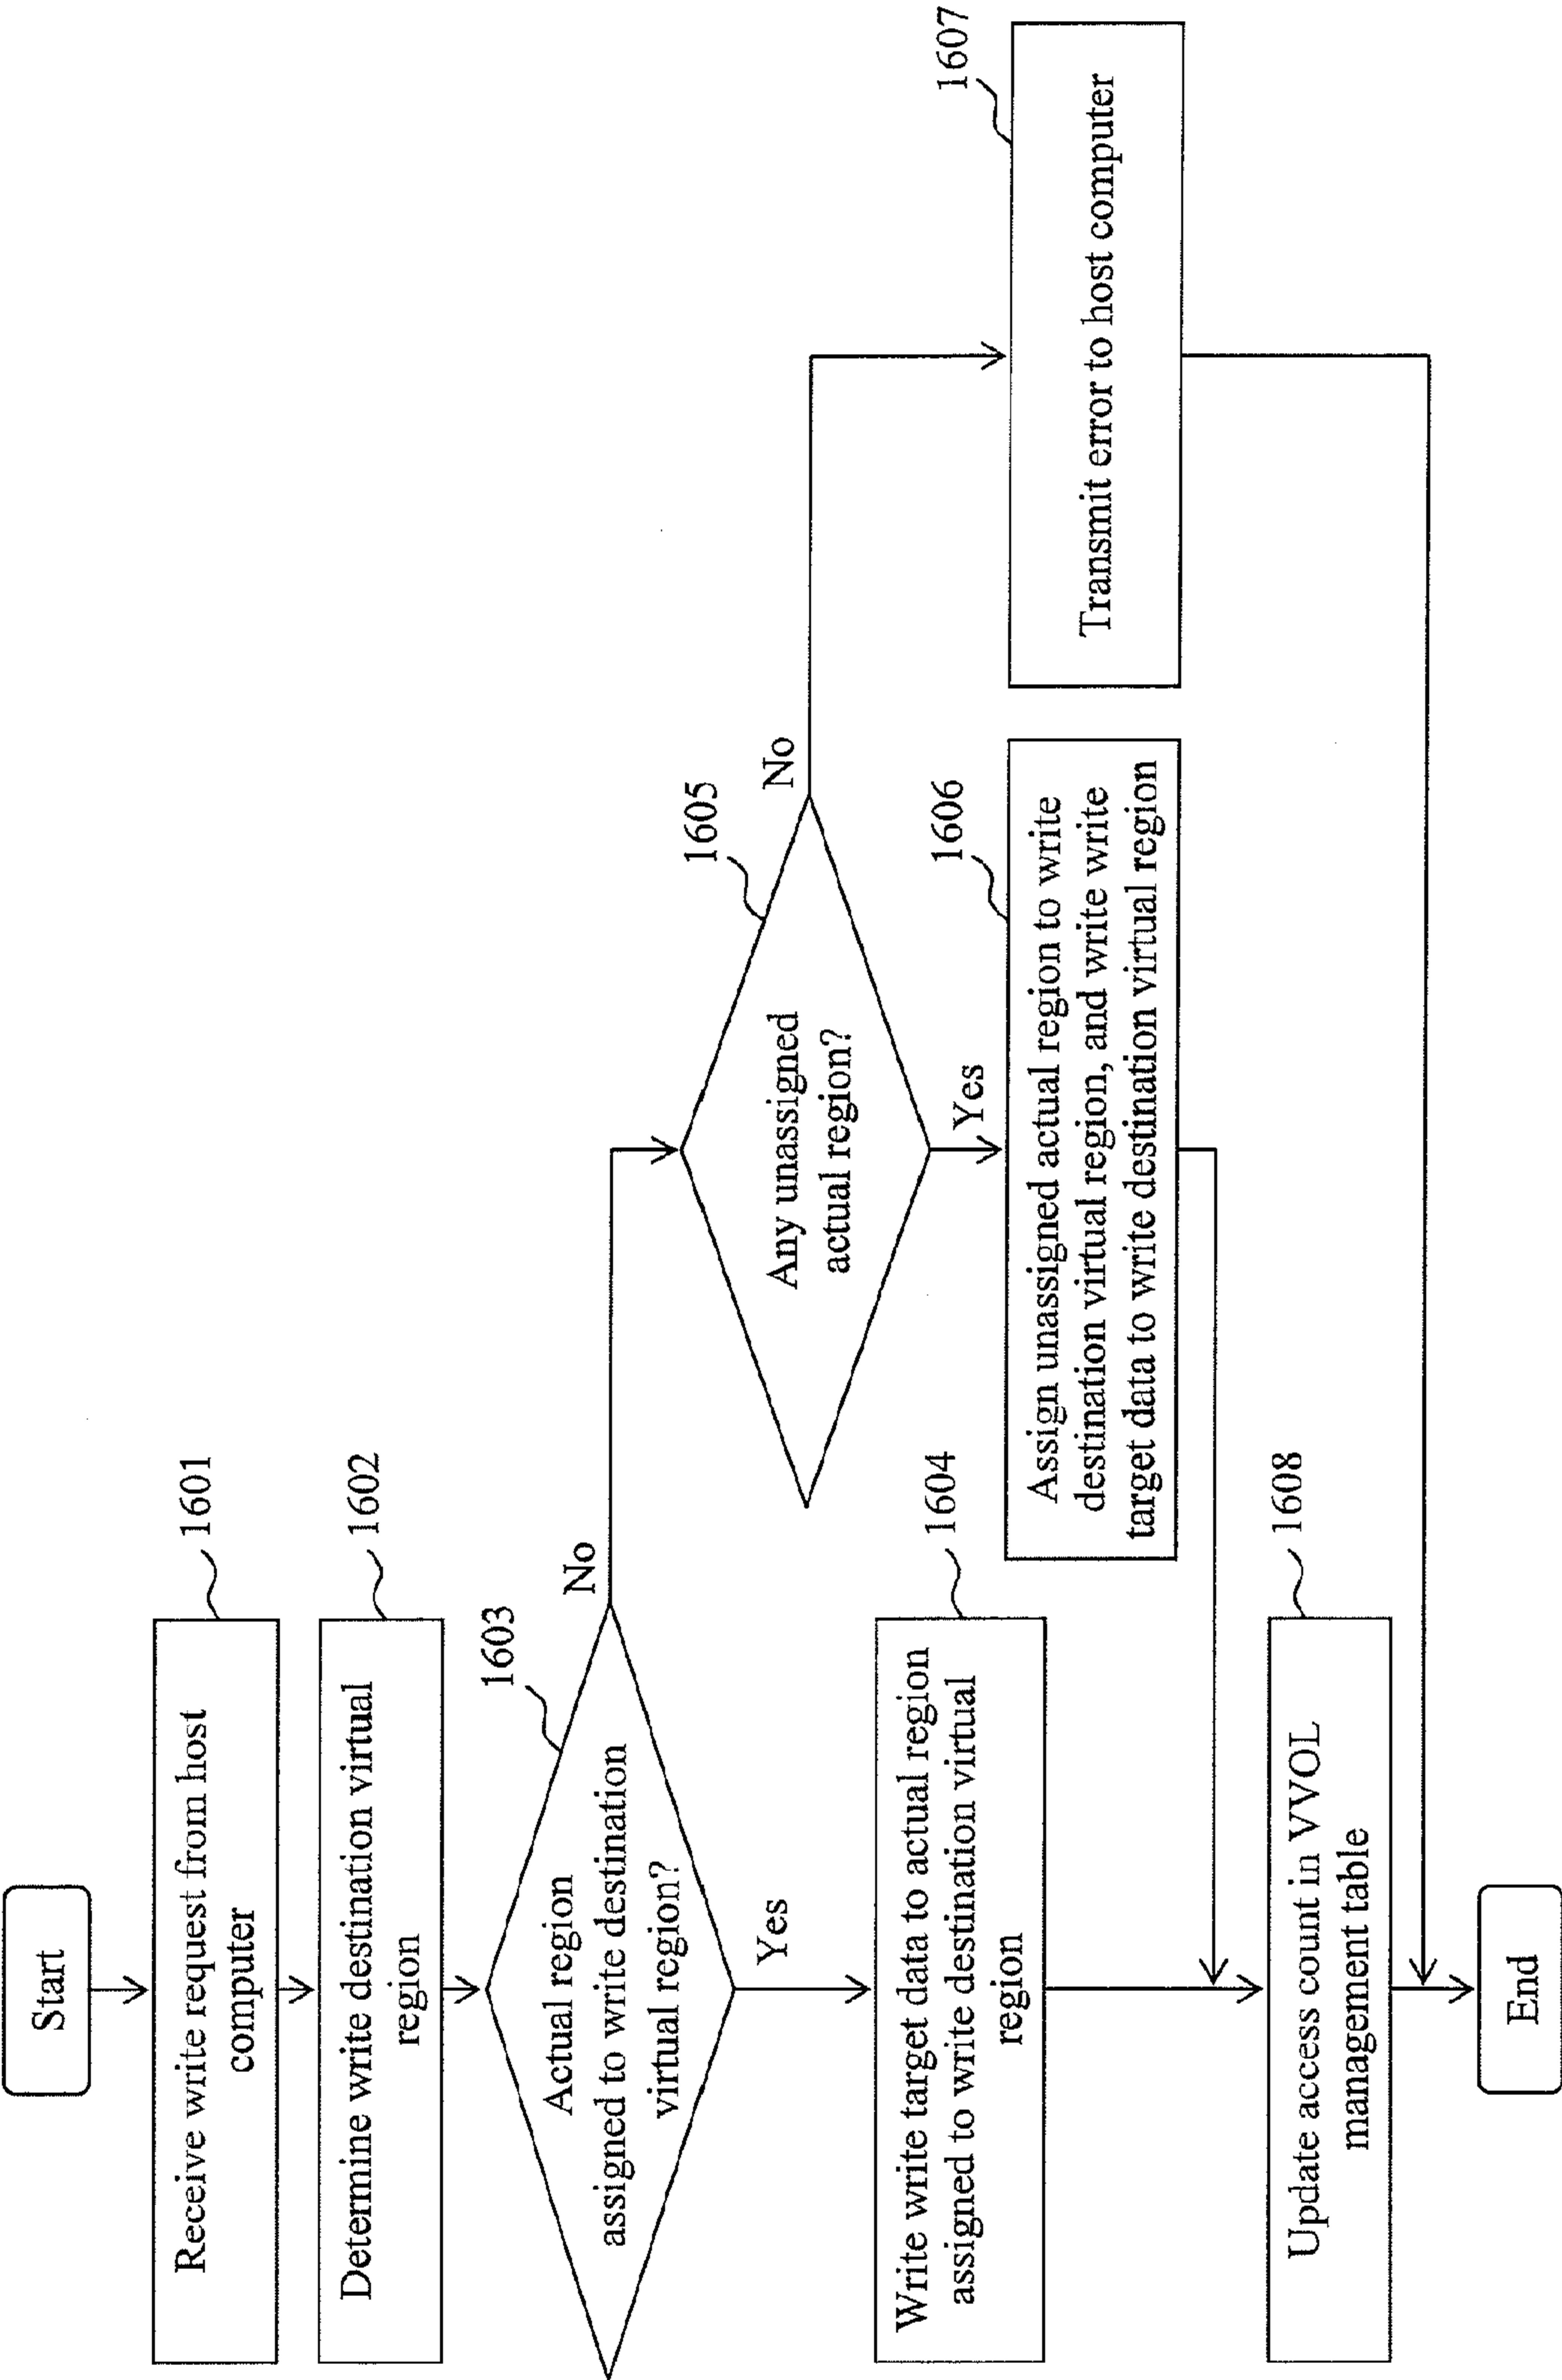 Start
Receive write request from host
computer
1601
Determine write destination virtual
region
1602
Actual region
assigned to write destination
virtual region?
1603
No
Yes
Write write target data to actual region
assigned to write destination virtual
region
1604
Any unassigned
actual region?
1605
No
Yes
Assign unassigned actual region to write
destination virtual region, and write write
target data to write destination virtual region
1606
Transmit error to host computer
1607
Update access count in VVOL
management table
1608
End